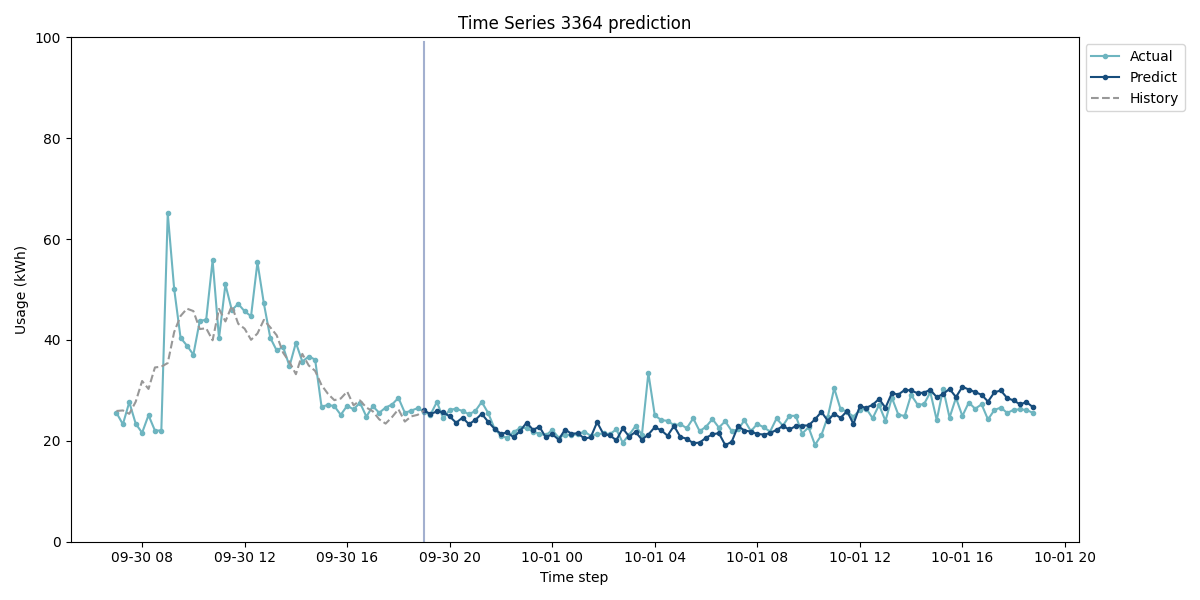 Time Series 3364 prediction
100
80
60
40
20
0
Usage (kWh)
09-30 08
09-30 12
09-30 16
09-30 20
10-01 00
10-01 04
10-01 08
10-01 12
10-01 16
10-01 20
Time step
Actual
Predict
History